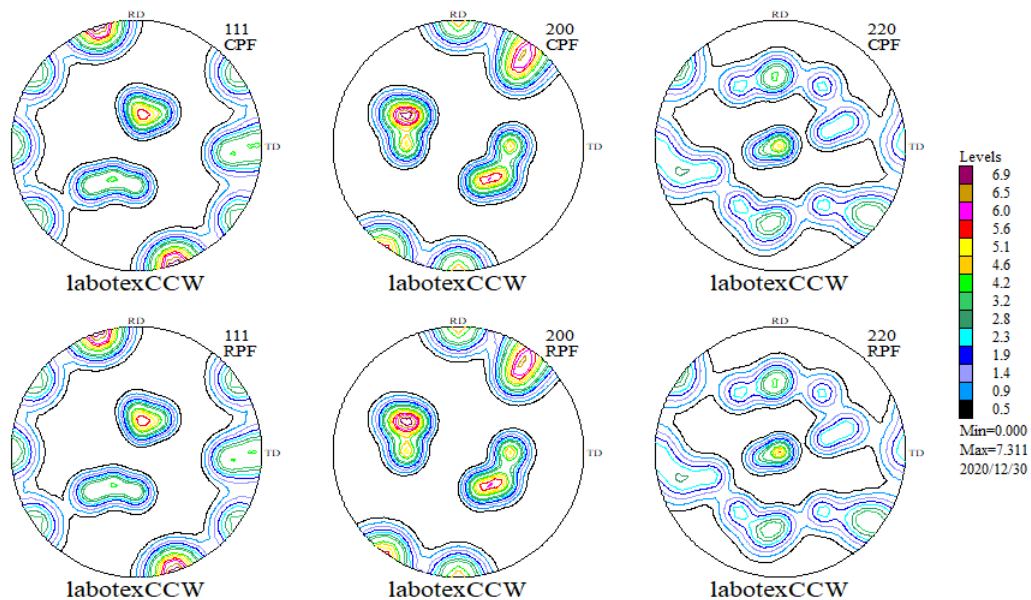 RD
111
CPF
TD
labotexCCW
RD
200
CPF
TD
labotexCCW
RD
220
CPF
TD
labotexCCW
RD
111
RPF
TD
labotexCCW
RD
200
RPF
TD
labotexCCW
RD
220
RPF
TD
labotexCCW
Levels
6.9
6.5
6.0
5.6
5.1
4.6
4.2
3.2
2.8
2.3
1.9
1.4
0.9
0.5
Min=0.000
Max=7.311
2020/12/30